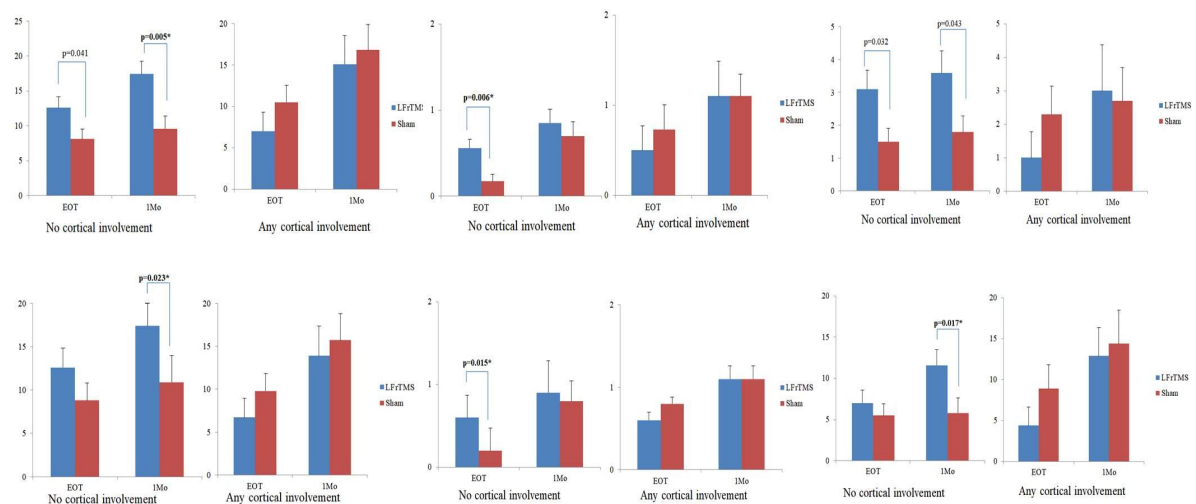 25
20
15
10
5
0
p=0.041
p=0.005*
EOT 1Mo
No cortical involvement
20
15
10
5
0
EOT 1Mo
Any cortical involvement
Sham
2
1
0
p=0.006*
EOT 1Mo
No cortical involvement
2
1
0
EOT 1Mo
Any cortical involvement
5
4
3
2
1
0
p=0.032
p=0.043
EOT 1Mo
No cortical involvement
5
4
3
2
1
0
EOT 1Mo
Any cortical involvement
20
15
10
5
0
p=0.023*
EOT 1Mo
No cortical involvement
20
15
10
5
0
EOT 1Mo
Any cortical involvement
LFrTMS
Sham
2
1
0
p=0.015*
EOT 1Mo
No cortical involvement
2
1
0
EOT 1Mo
Any cortical involvement
20
15
10
5
0
p=0.017*
EOT 1Mo
No cortical involvement
20
15
10
5
0
EOT 1Mo
Any cortical involvement
LFrTMS
Sham